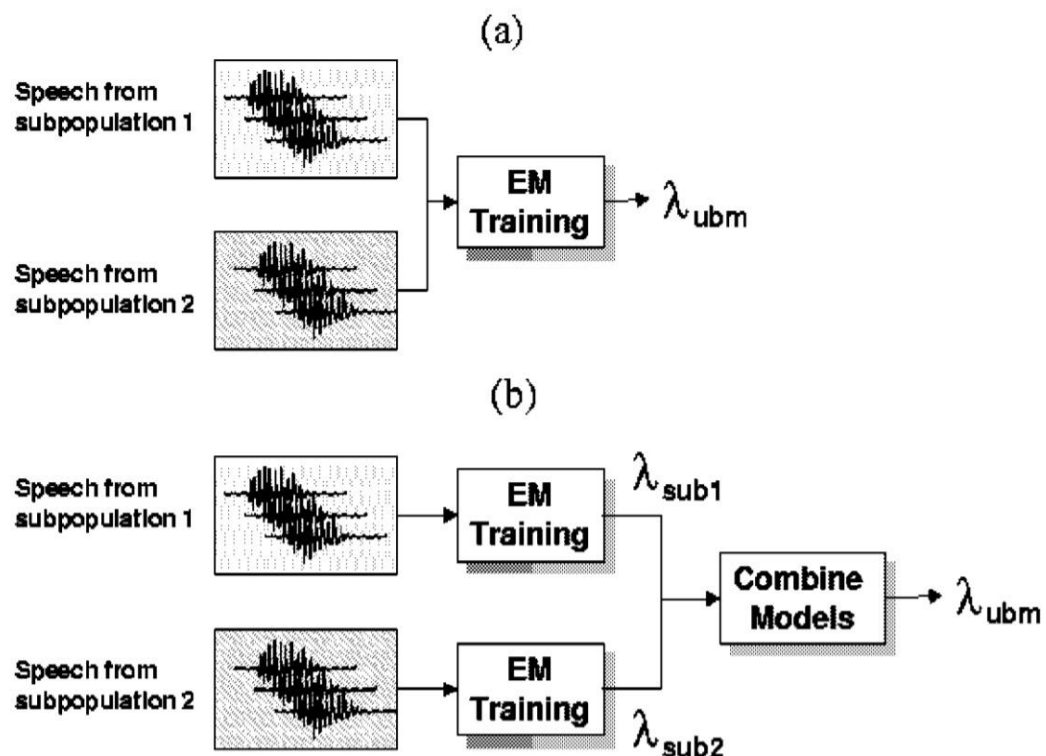 (a)
Speech from
subpopulation 1
EM
Training
λubm
Speech from
subpopulation 2
(b)
Speech from
subpopulation 1
EM
Training
λsub1
Combine
Models
λubm
Speech from
subpopulation 2
EM
Training
λsub2